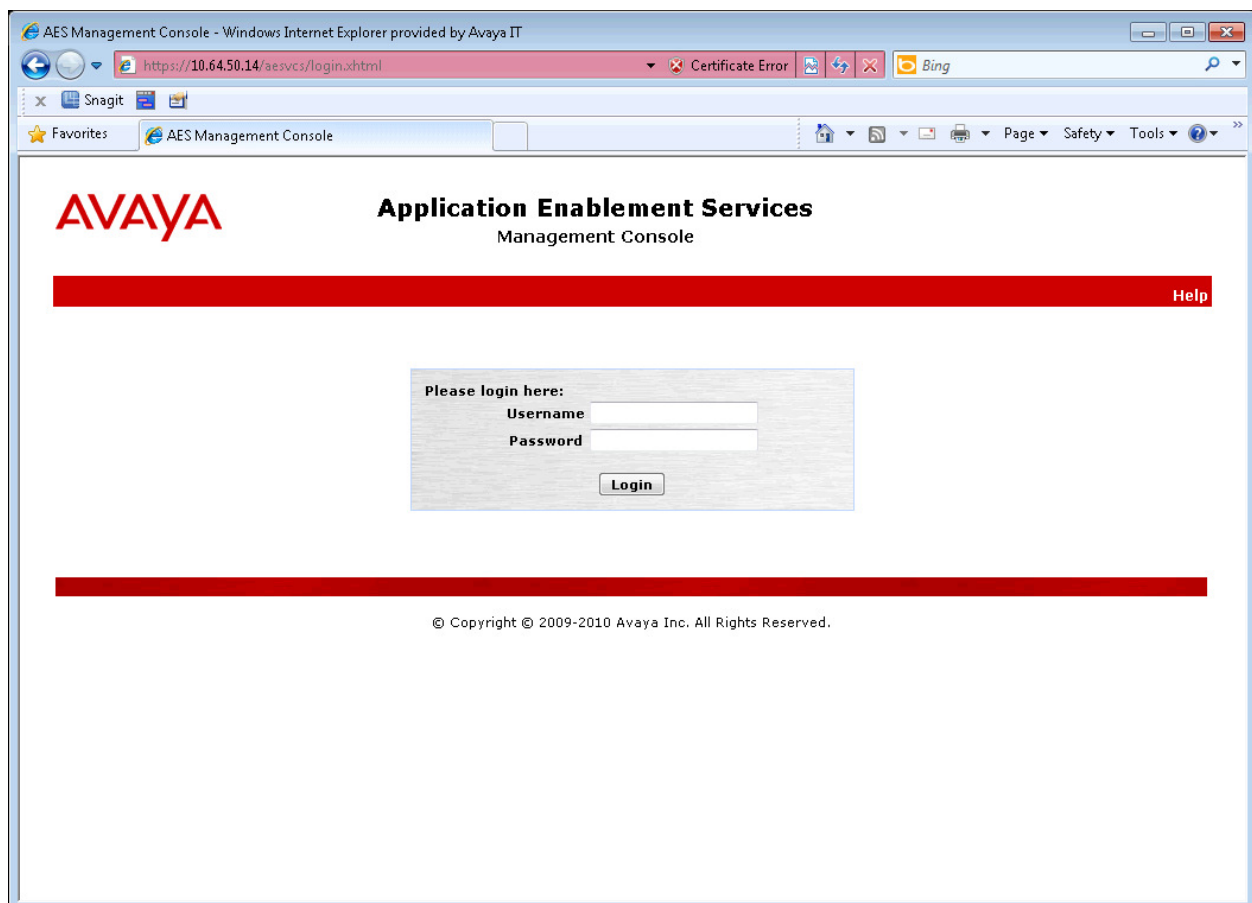 AES Management Console - Windows Internet Explorer provided by Avaya IT
https://10.64.50.14/aesvcs/login.xhtml Certificate Error Bing
x Snagit
Favorites AES Management Console Page Safety Tools »
AVAYA
Application Enablement Services
Management Console
Help
Please login here:
Username
Password
Login
© Copyright © 2009-2010 Avaya Inc. All Rights Reserved.